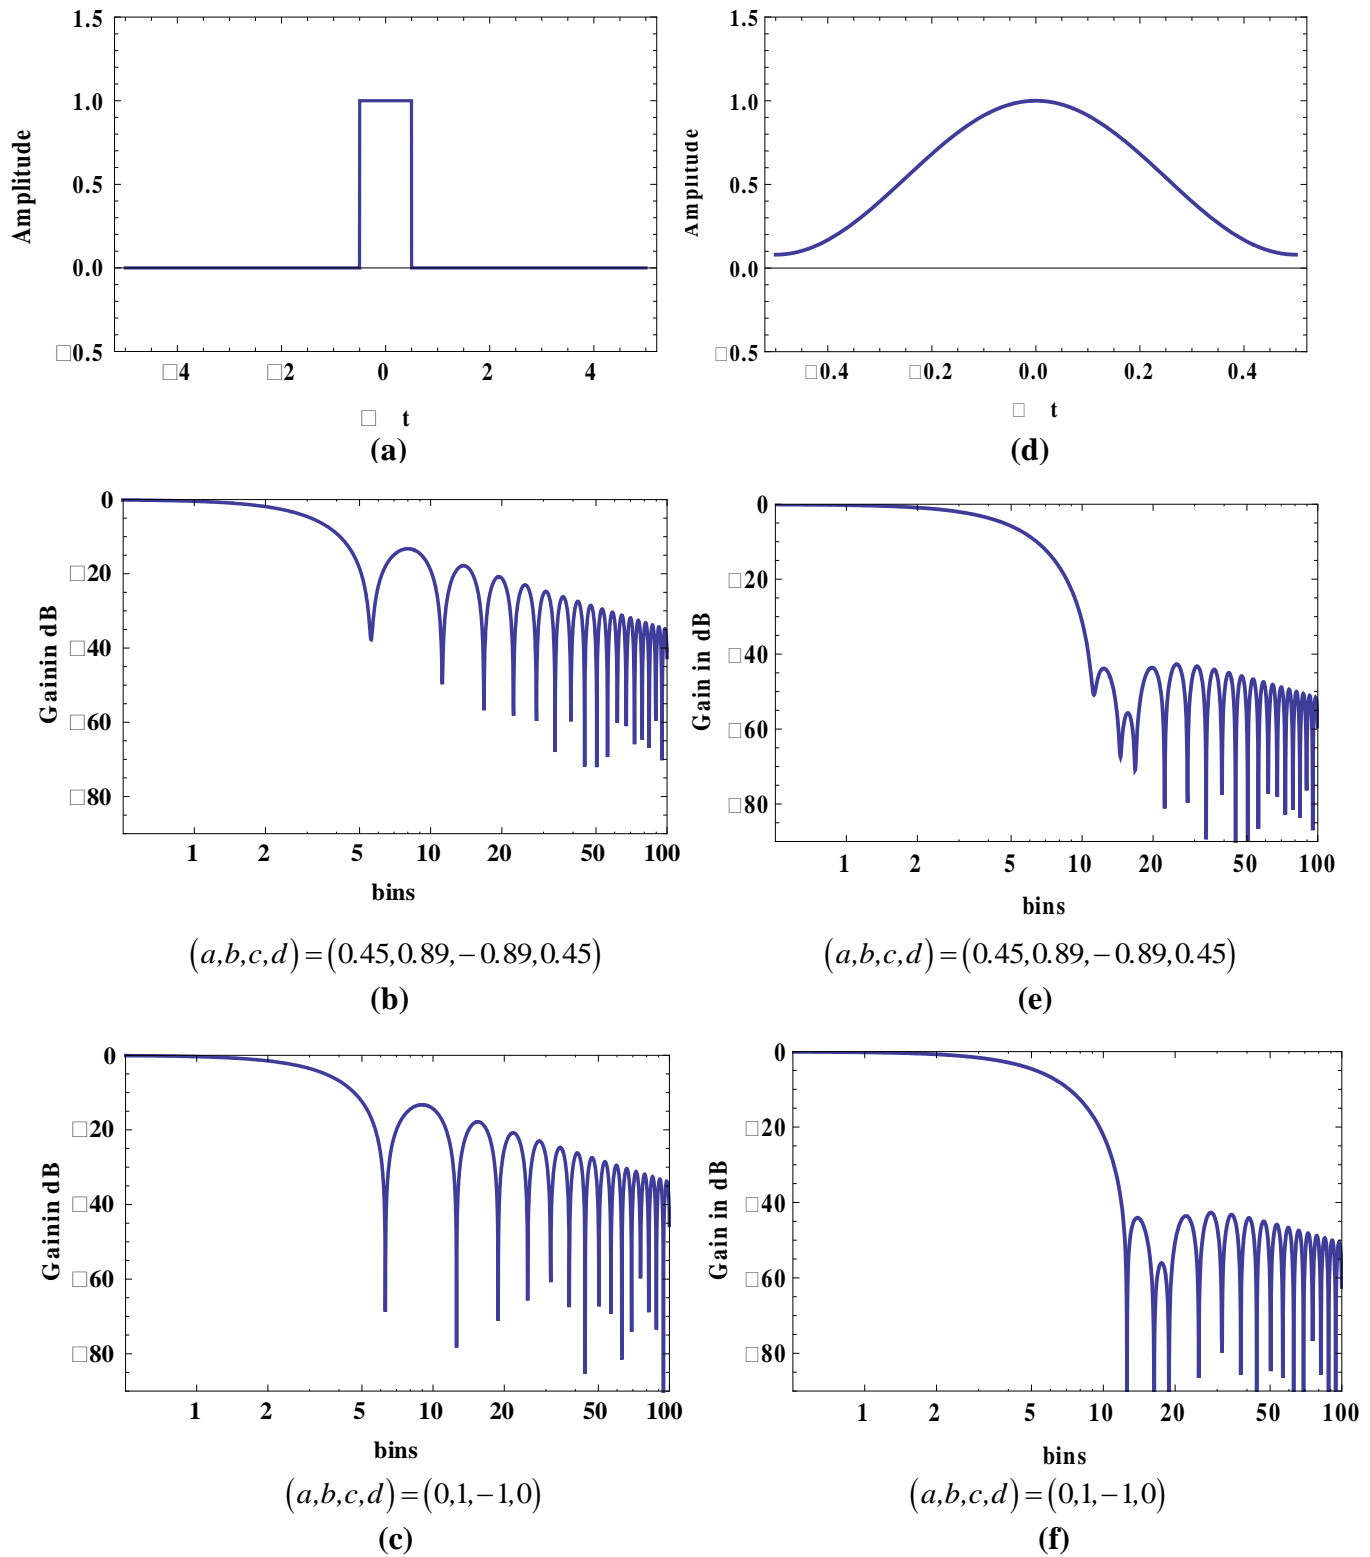 1.5
1.0
0.5
0.0
□0.5
Amplitude
□4 □2 0 2 4
□ t
(a)
1.5
1.0
0.5
0.0
□0.5
Amplitude
□0.4 □0.2 0.0 0.2 0.4
□ t
(d)
0
□20
□40
□60
□80
Gainin dB
1 2 5 10 20 50 100
bins
(a,b,c,d)=(0.45,0.89,−0.89,0.45)
(b)
0
□20
□40
□60
□80
Gain in dB
1 2 5 10 20 50 100
bins
(a,b,c,d)=(0.45,0.89,−0.89,0.45)
(e)
0
□20
□40
□60
□80
Gainin dB
1 2 5 10 20 50 100
bins
(a,b,c,d)=(0,1,−1,0)
(c)
0
□20
□40
□60
□80
Gain in dB
1 2 5 10 20 50 100
bins
(a,b,c,d)=(0,1,−1,0)
(f)